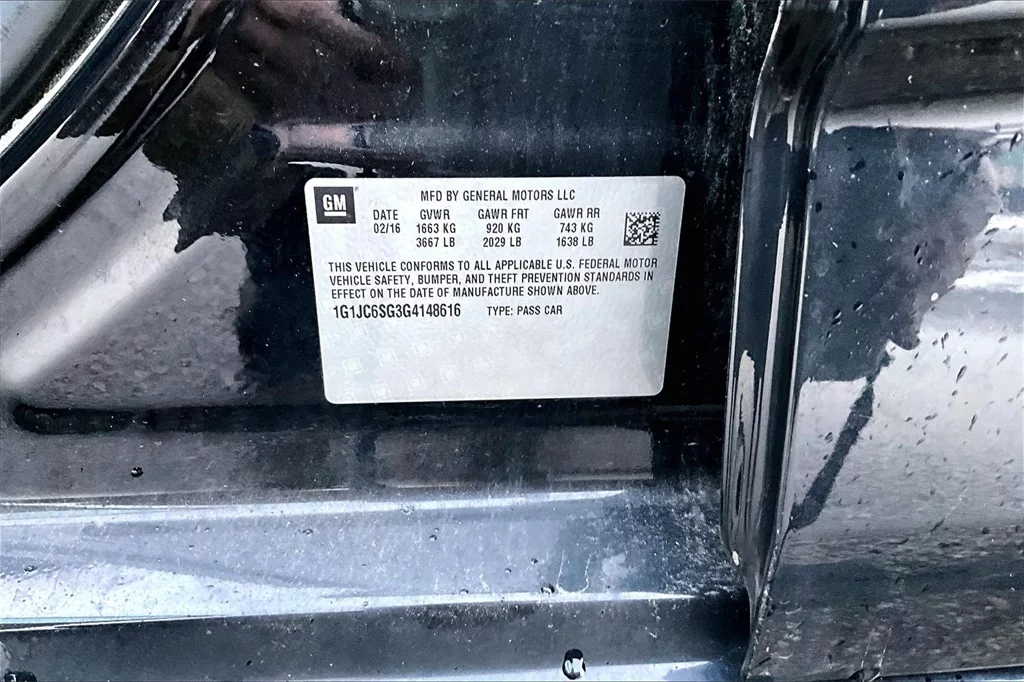 GM
MFD BY GENERAL MOTORS LLC
DATE GVWR GAWR FRT GAWR RR
02/16 1663 KG 920 KG 743 KG
3667 LB 2029 LB 1638 LB
THIS VEHICLE CONFORMS TO ALL APPLICABLE U.S. FEDERAL MOTOR
VEHICLE SAFETY, BUMPER, AND THEFT PREVENTION STANDARDS IN
EFFECT ON THE DATE OF MANUFACTURE SHOWN ABOVE.
1G1JC6SG3G4148616 TYPE: PASS CAR